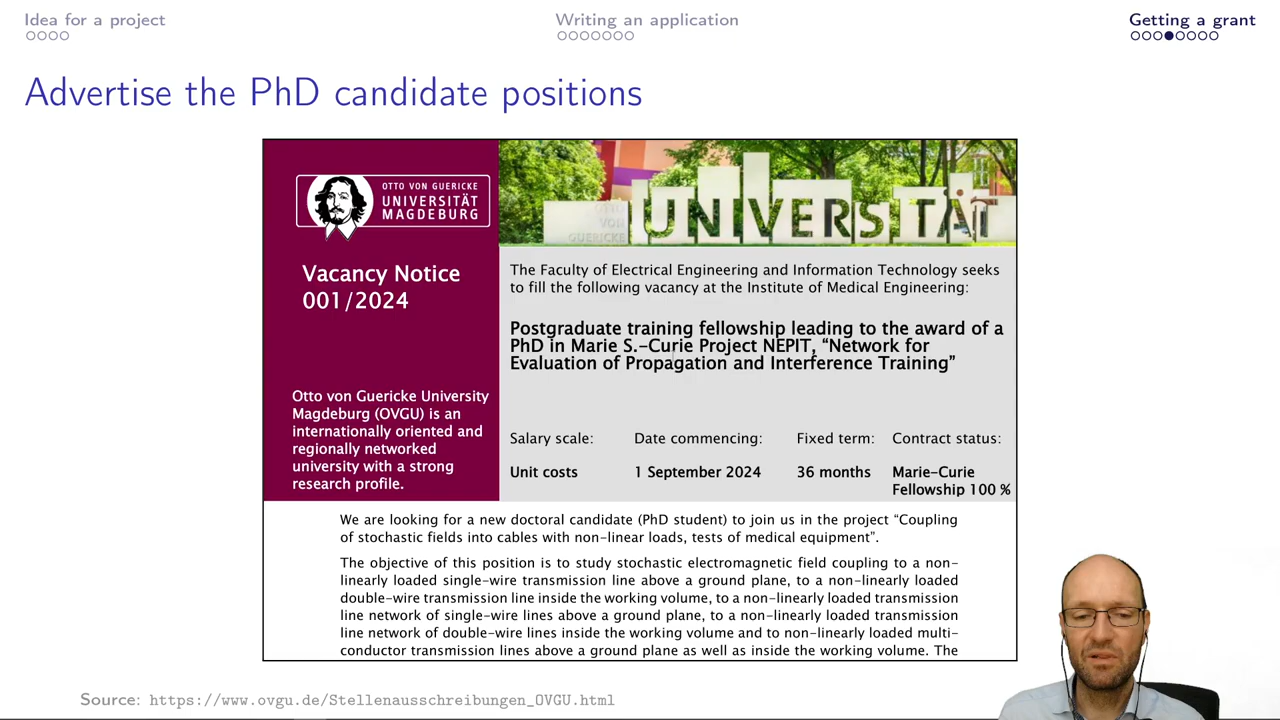 Idea for a project
Writing an application
Getting a grant
Advertise the PhD candidate positions
OTTO VON GUERICKE
UNIVERSITÄT
MAGDEBURG
OTTO
VON
GUERICKE
UNIVERSITÄT
Vacancy Notice
001/2024
Otto von Guericke University
Magdeburg (OVGU) is an
internationally oriented and
regionally networked
university with a strong
research profile.
The Faculty of Electrical Engineering and Information Technology seeks
to fill the following vacancy at the Institute of Medical Engineering:
Postgraduate training fellowship leading to the award of a
PhD in Marie S.-Curie Project NEPIT, “Network for
Evaluation of Propagation and Interference Training”
Salary scale: Date commencing: Fixed term: Contract status:
Unit costs 1 September 2024 36 months Marie-Curie
Fellowship 100 %
We are looking for a new doctoral candidate (PhD student) to join us in the project “Coupling
of stochastic fields into cables with non-linear loads, tests of medical equipment”.
The objective of this position is to study stochastic electromagnetic field coupling to a non-
linearly loaded single-wire transmission line above a ground plane, to a non-linearly loaded
double-wire transmission line inside the working volume, to a non-linearly loaded transmission
line network of single-wire lines above a ground plane, to a non-linearly loaded transmission
line network of double-wire lines inside the working volume and to non-linearly loaded multi-
conductor transmission lines above a ground plane as well as inside the working volume. The
Source: https://www.ovgu.de/Stellenausschreibungen_OVGU.html